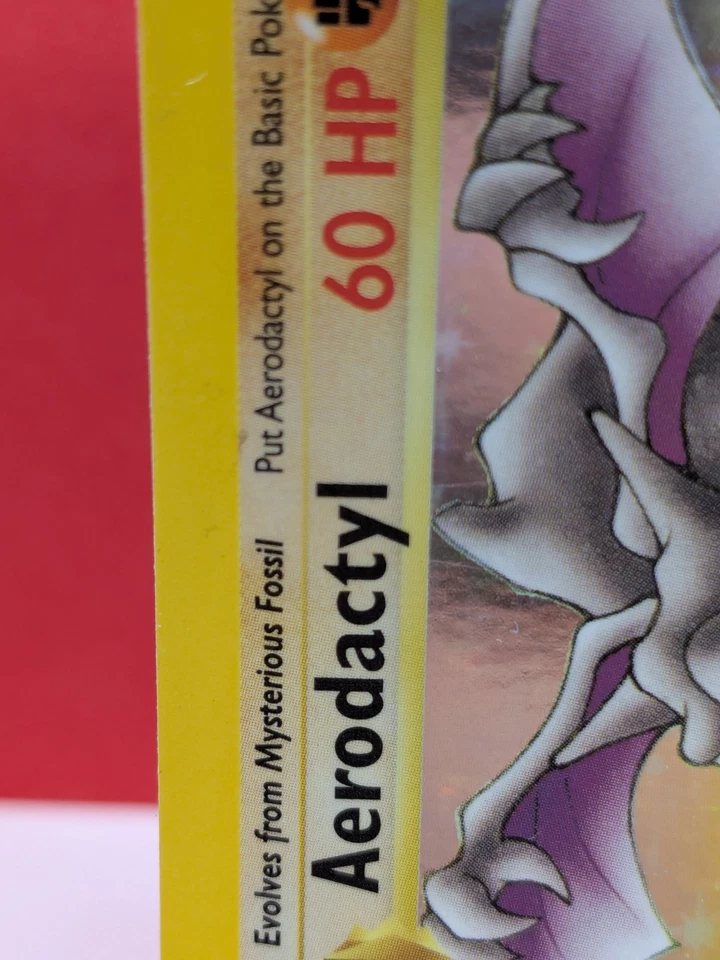 Evolves from Mysterious Fossil Put Aerodactyl on the Basic Pok
Aerodactyl 60 HP